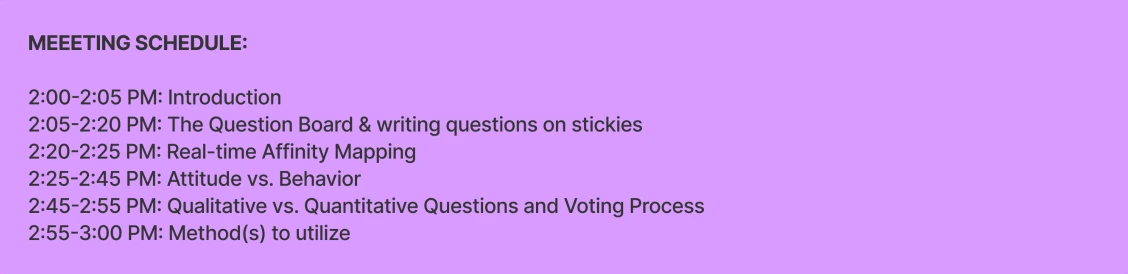 MEEETING SCHEDULE:
2:00-2:05 PM: Introduction
2:05-2:20 PM: The Question Board & writing questions on stickies
2:20-2:25 PM: Real-time Affinity Mapping
2:25-2:45 PM: Attitude vs. Behavior
2:45-2:55 PM: Qualitative vs. Quantitative Questions and Voting Process
2:55-3:00 PM: Method(s) to utilize